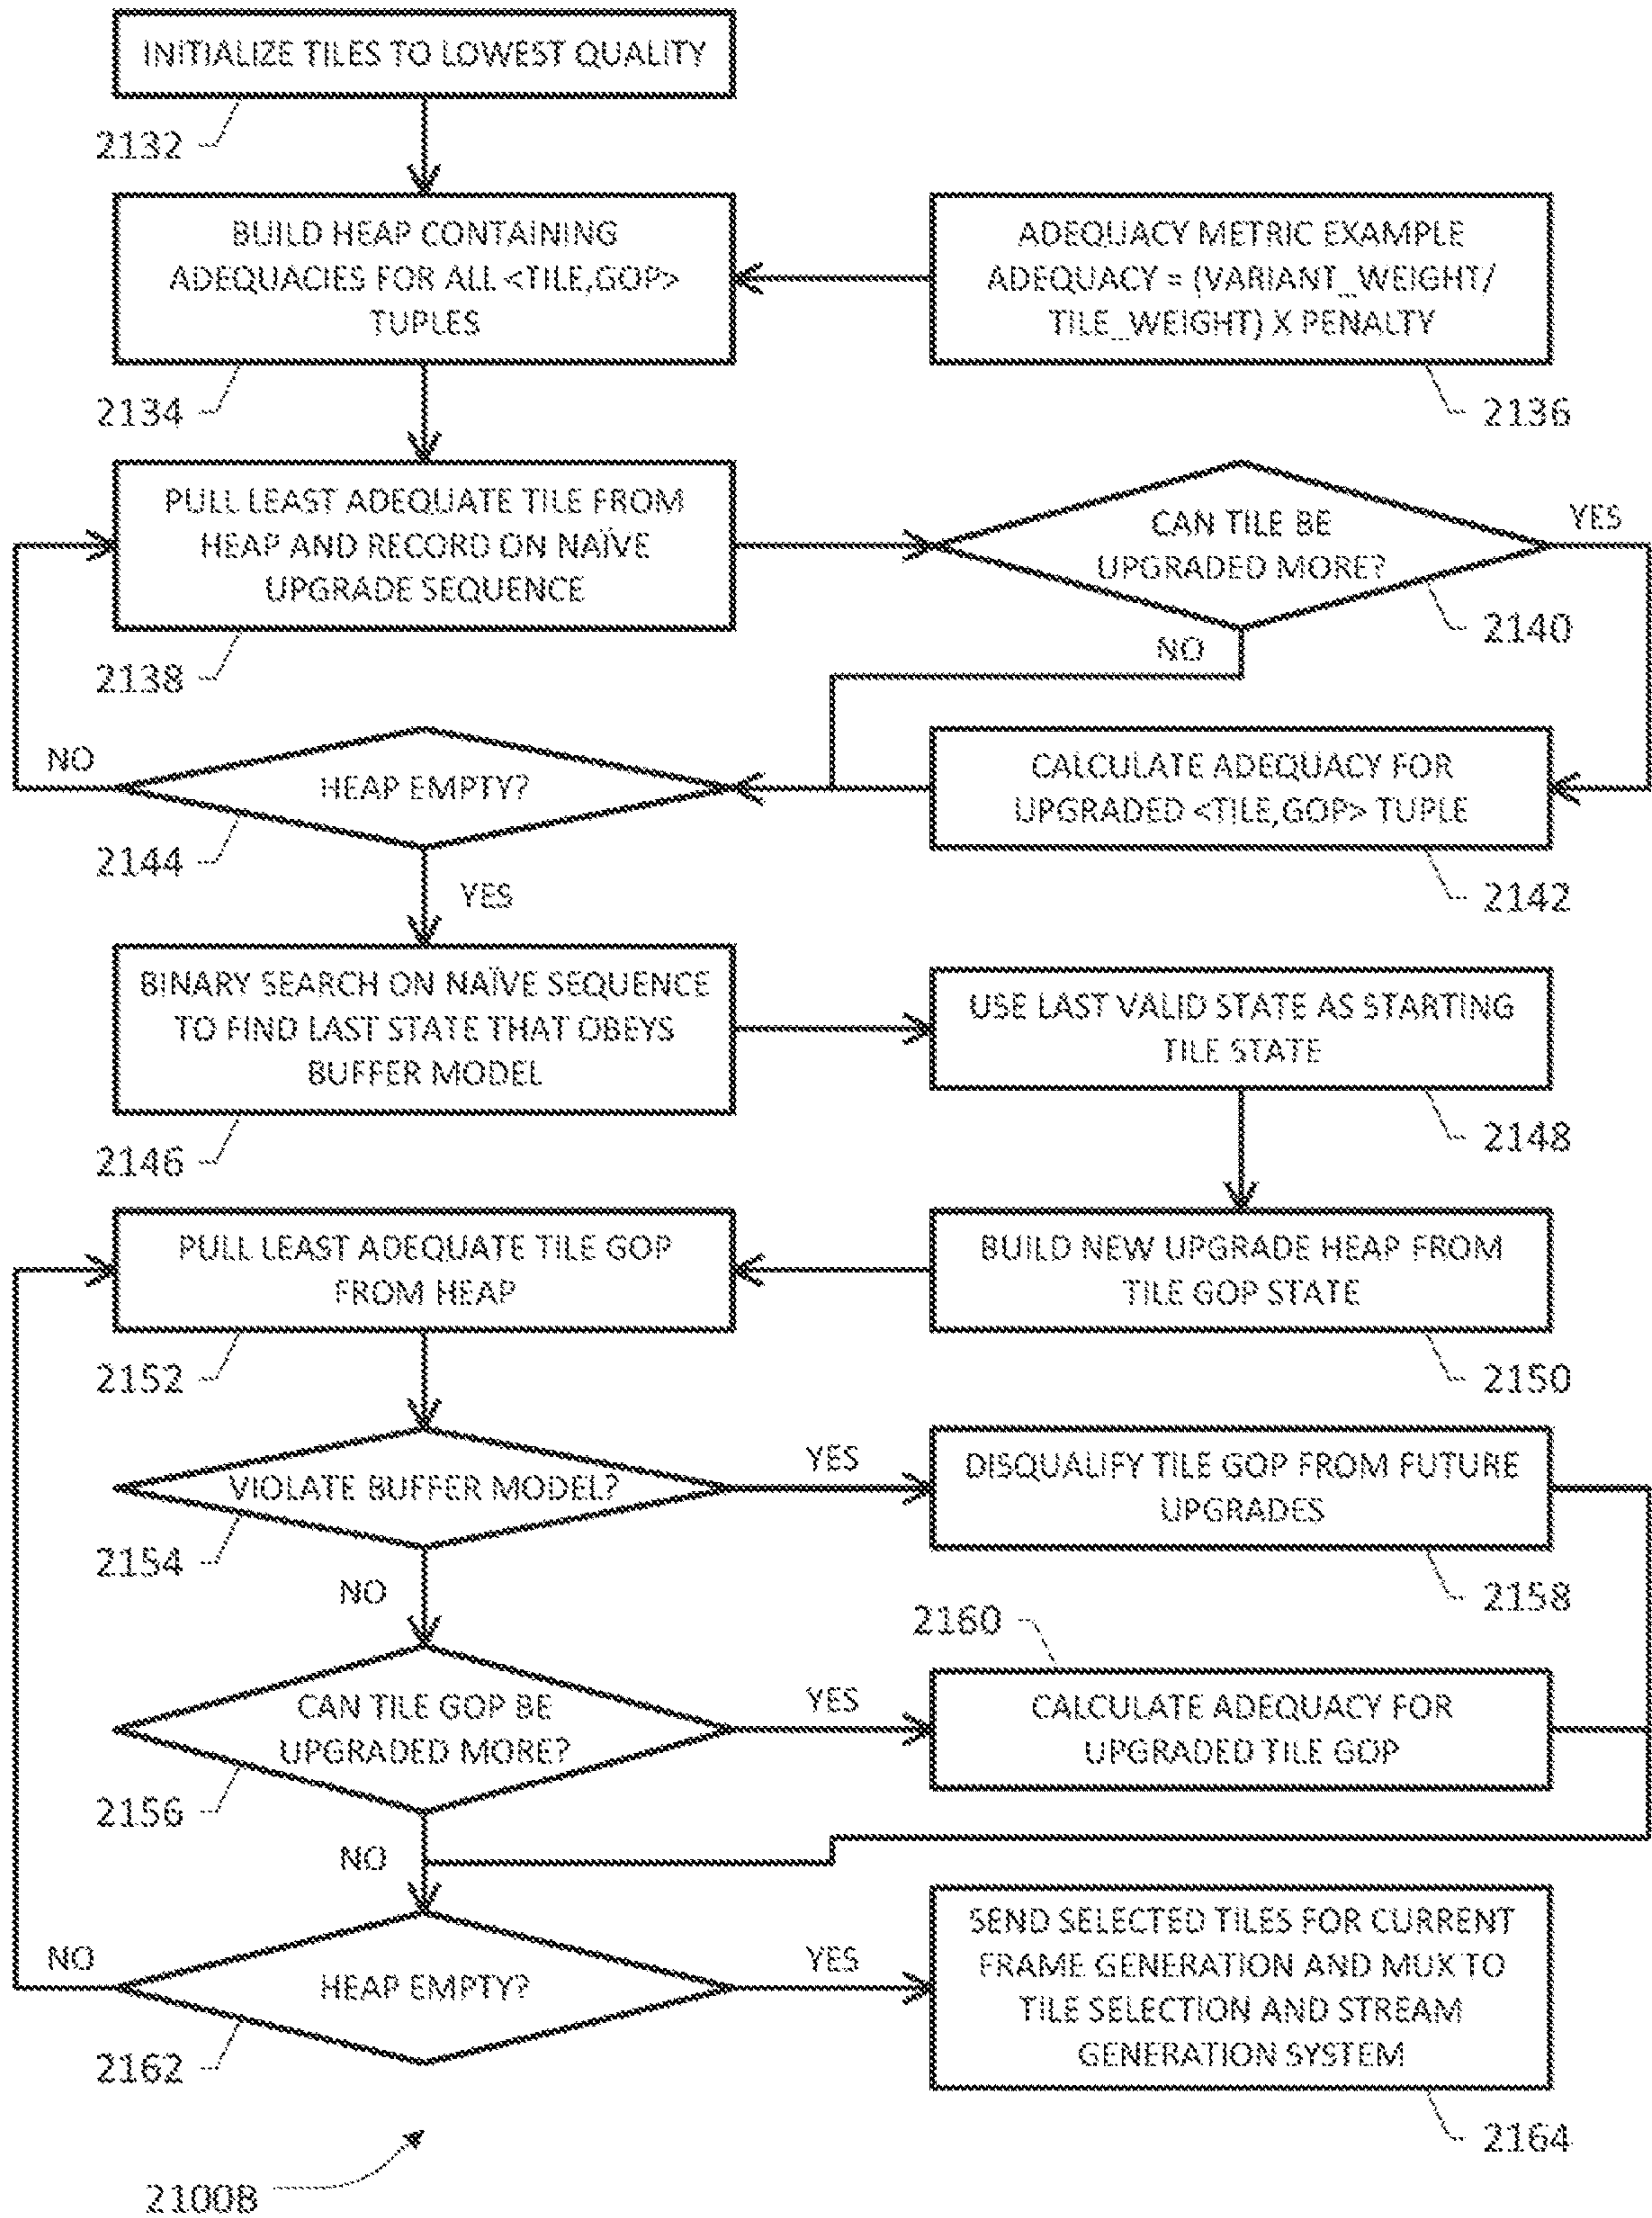 INITIALIZE TILES TO LOWEST QUALITY
2132
BUILD HEAP CONTAINING
ADEQUACIES FOR ALL <TILE,GOP>
TUPLES
2134
ADEQUACY METRIC EXAMPLE
ADEQUACY = (VARIANT_WEIGHT/
TILE_WEIGHT) X PENALTY
2136
PULL LEAST ADEQUATE TILE FROM
HEAP AND RECORD ON NAÏVE
UPGRADE SEQUENCE
2138
CAN TILE BE
UPGRADED MORE?
YES
2140
NO
NO
HEAP EMPTY?
2144
YES
CALCULATE ADEQUACY FOR
UPGRADED <TILE,GOP> TUPLE
2142
BINARY SEARCH ON NAÏVE SEQUENCE
TO FIND LAST STATE THAT OBEYS
BUFFER MODEL
2146
USE LAST VALID STATE AS STARTING
TILE STATE
2148
PULL LEAST ADEQUATE TILE GOP
FROM HEAP
2152
BUILD NEW UPGRADE HEAP FROM
TILE GOP STATE
2150
VIOLATE BUFFER MODEL?
YES
2154
NO
DISQUALIFY TILE GOP FROM FUTURE
UPGRADES
2158
2160
CAN TILE GOP BE
UPGRADED MORE?
YES
2156
NO
CALCULATE ADEQUACY FOR
UPGRADED TILE GOP
NO
HEAP EMPTY?
YES
2162
SEND SELECTED TILES FOR CURRENT
FRAME GENERATION AND MUX TO
TILE SELECTION AND STREAM
GENERATION SYSTEM
2164
2100B